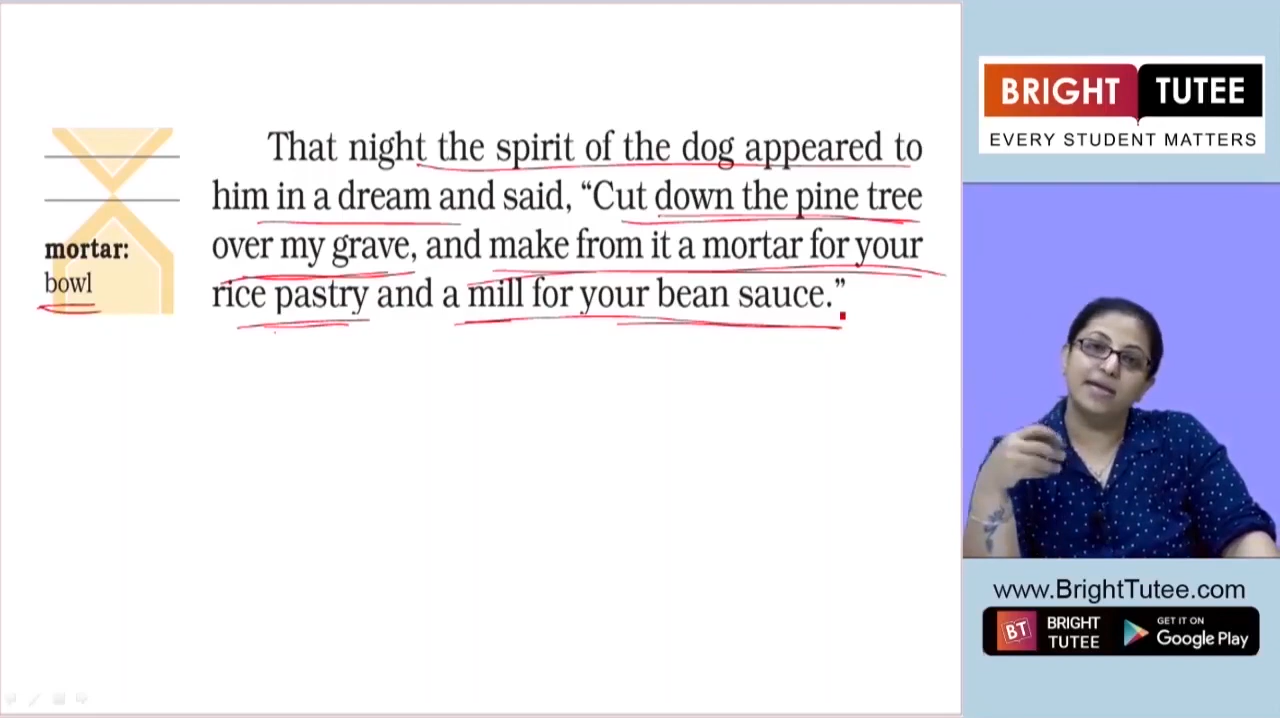 That night the spirit of the dog appeared to
him in a dream and said, “Cut down the pine tree
over my grave, and make from it a mortar for your
rice pastry and a mill for your bean sauce.”
mortar:
bowl
BRIGHT TUTEE
EVERY STUDENT MATTERS
www.BrightTutee.com
BT
BRIGHT
TUTEE
GET IT ON
Google Play